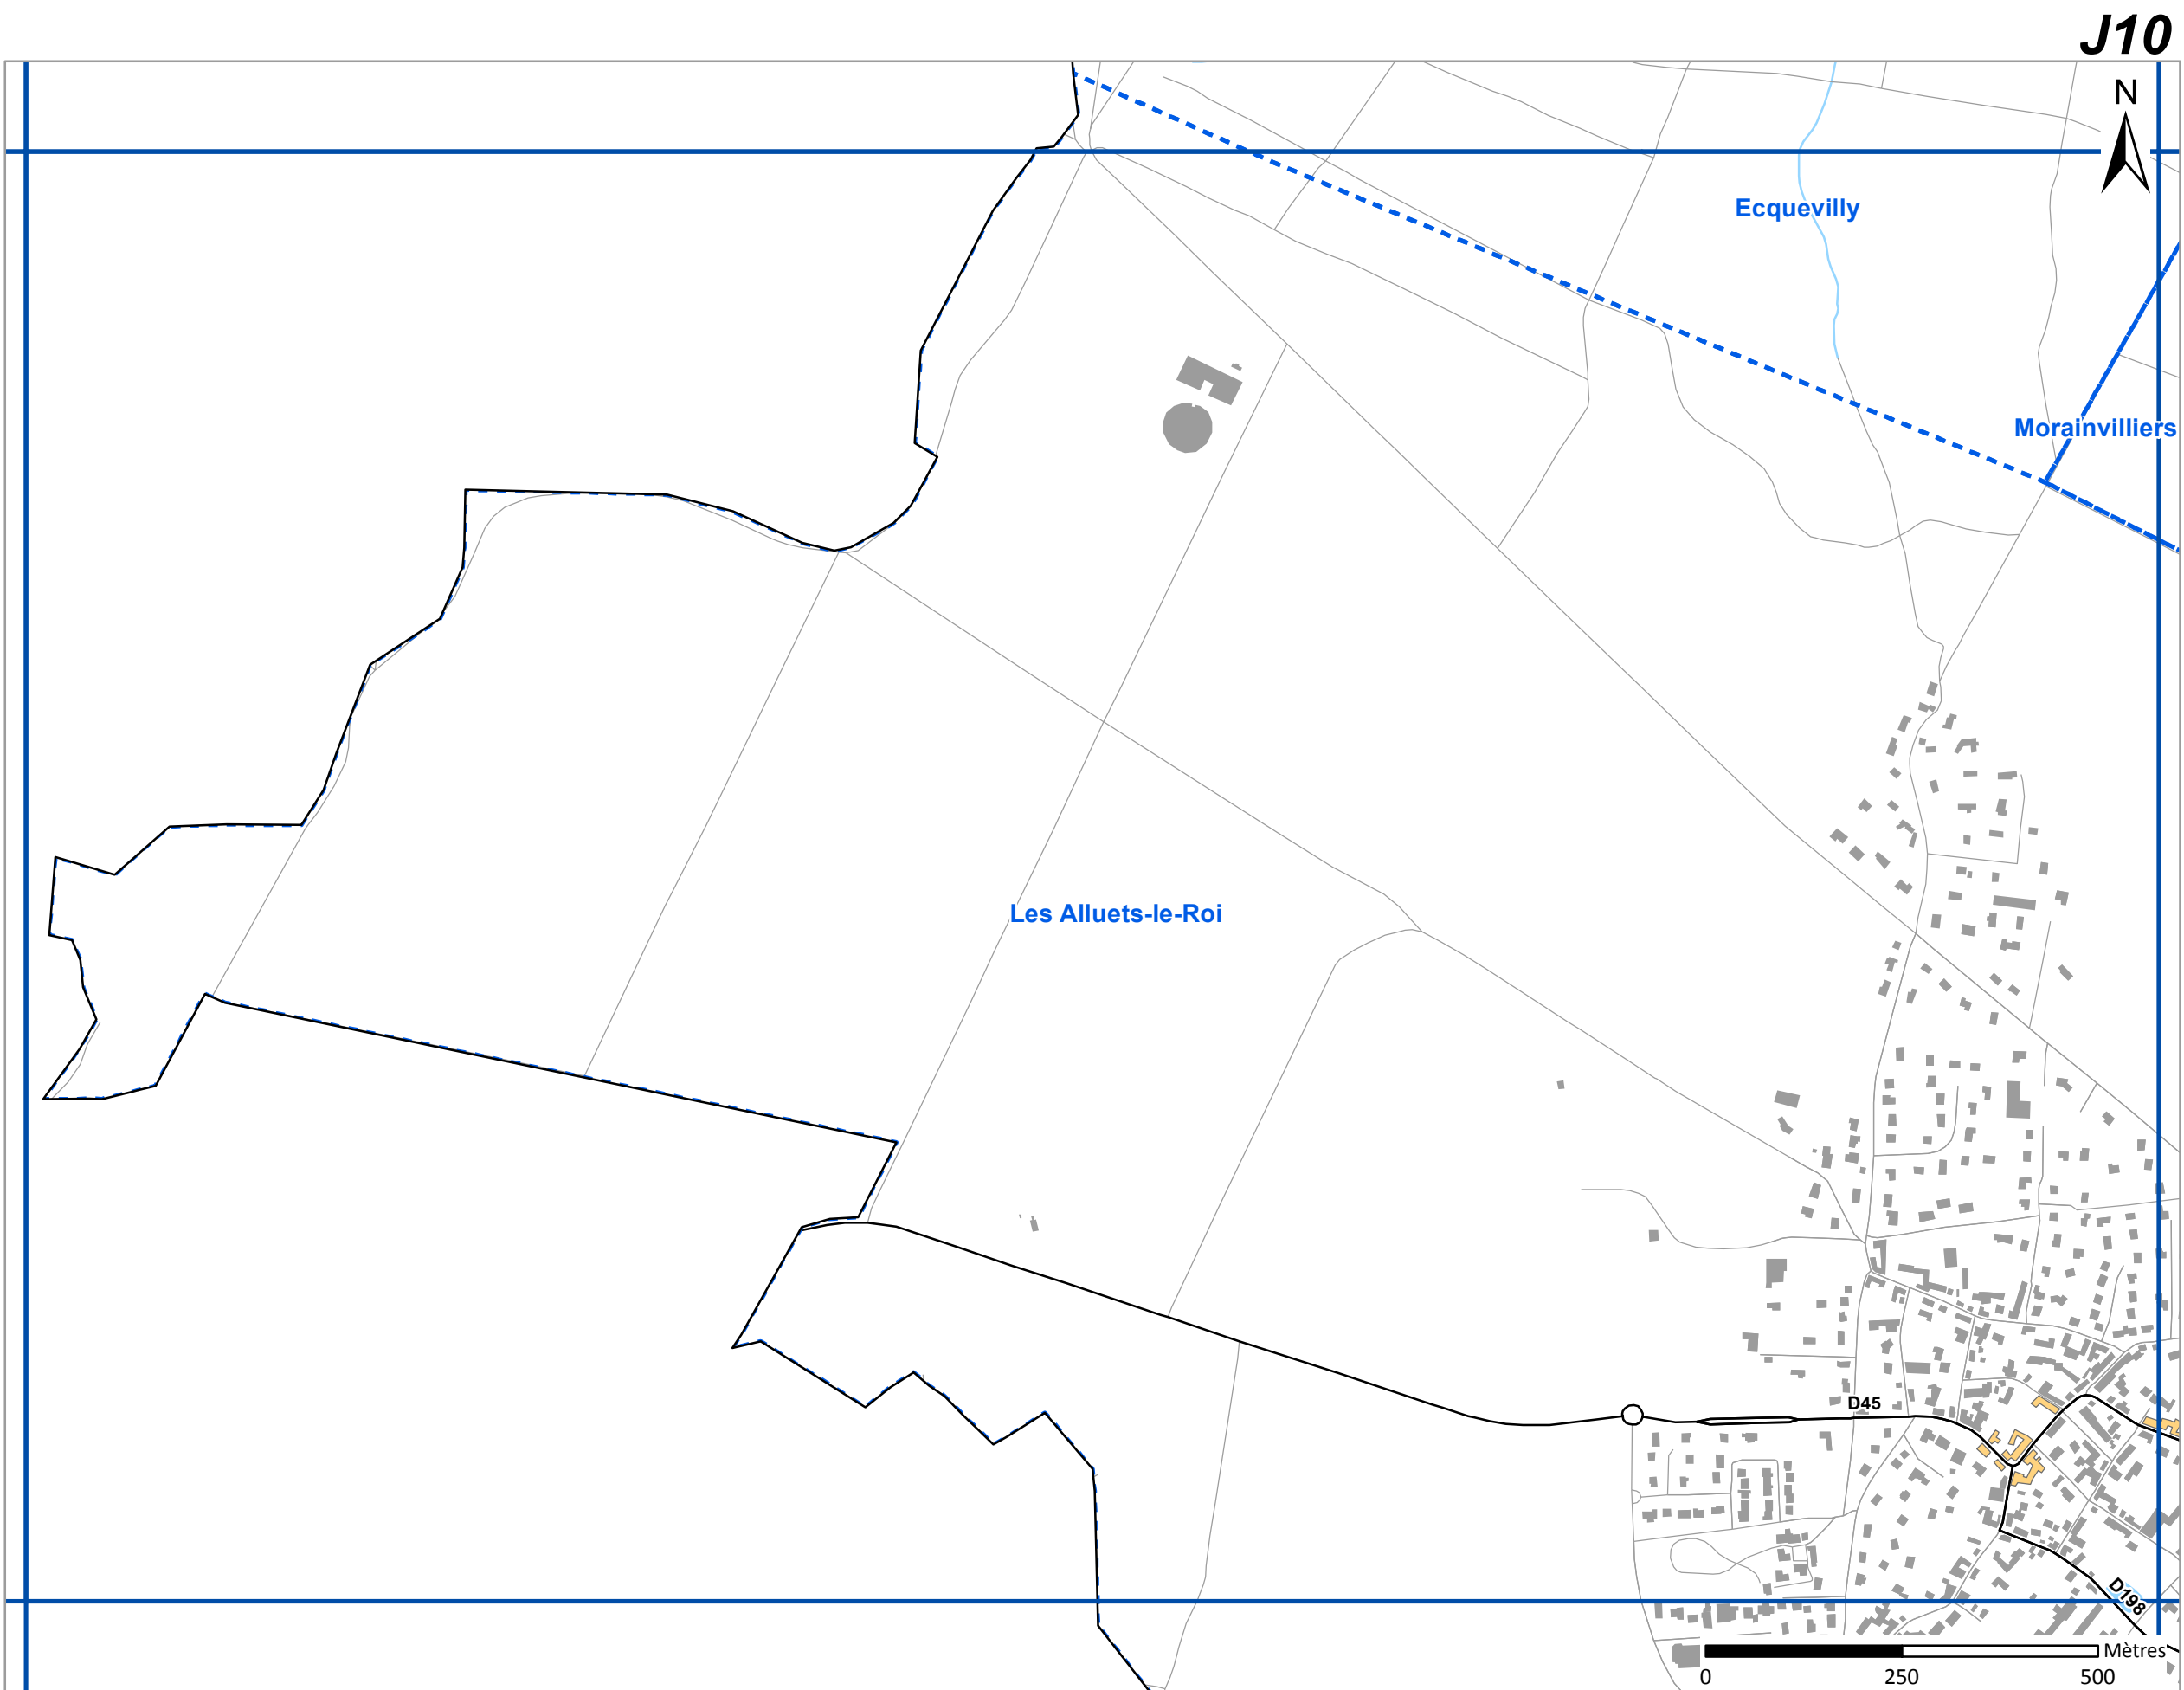 J10
N
Ecquevilly
Morainvilliers
Les Alluets-le-Roi
D45
D198
Mètres
0 250 500